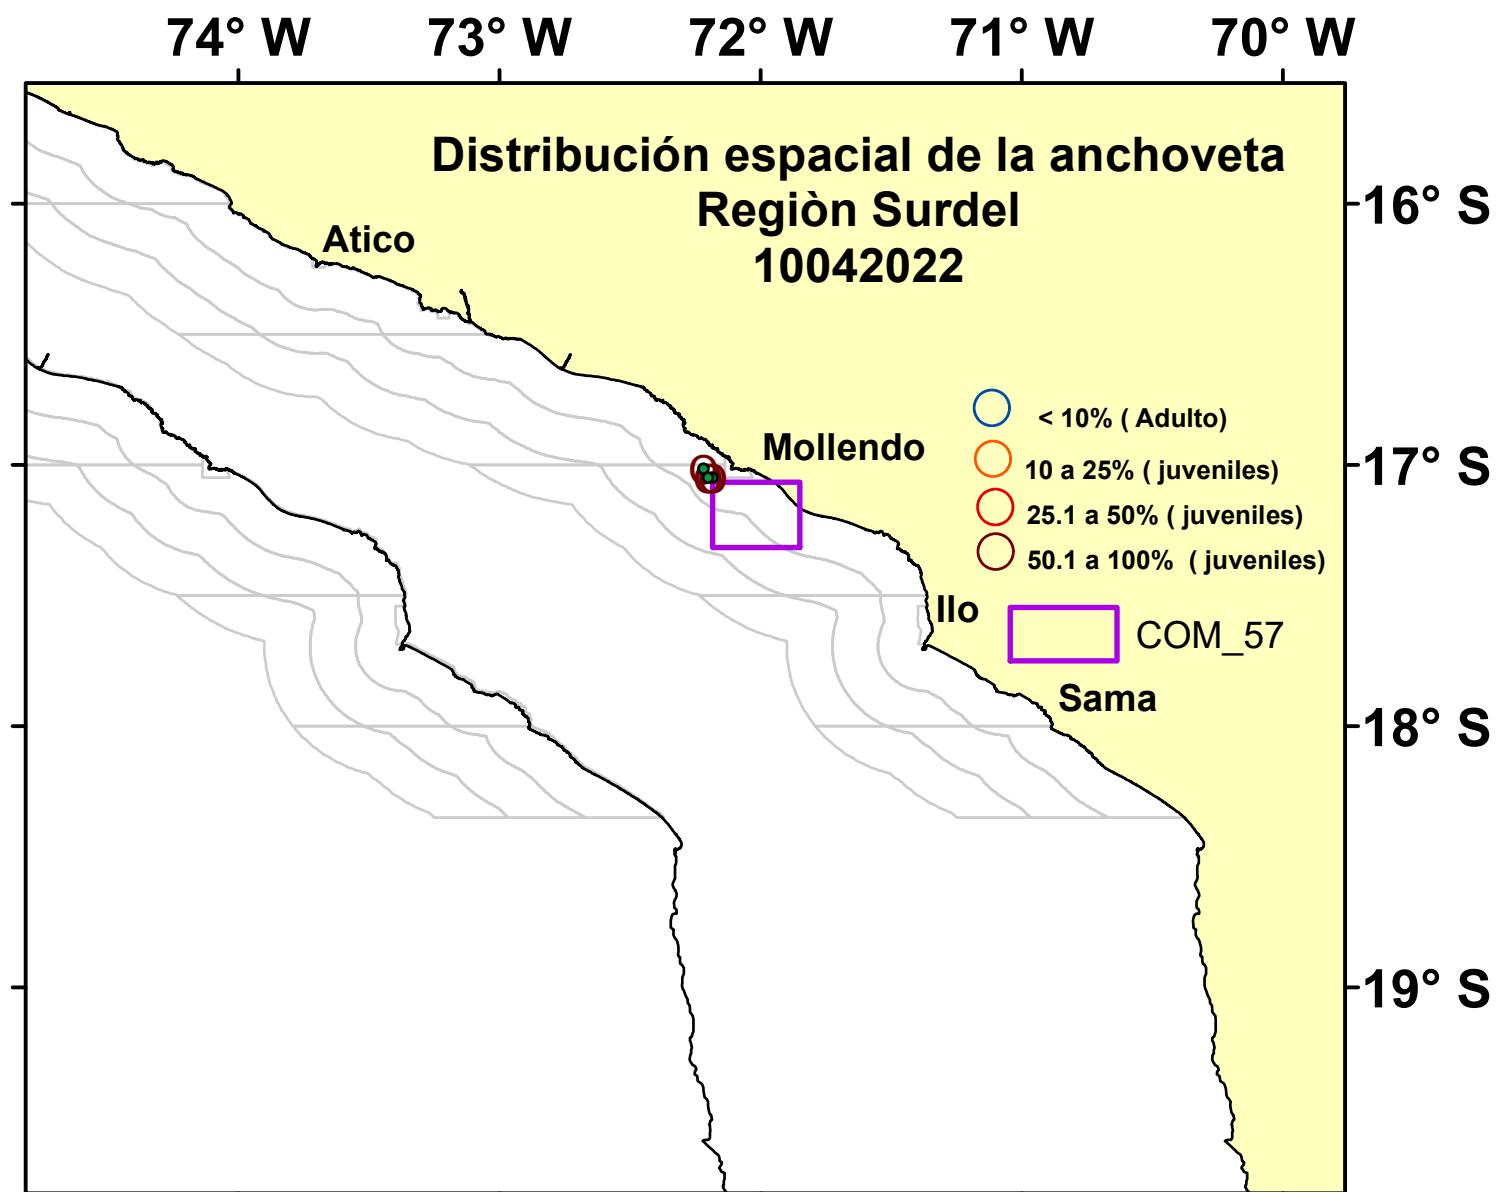 74° W 73° W 72° W 71° W 70° W
Distribución espacial de la anchoveta
Regiòn Surdel
10042022
16° S
Atico
< 10% ( Adulto)
Mollendo
17° S
10 a 25% ( juveniles)
25.1 a 50% ( juveniles)
50.1 a 100% ( juveniles)
Ilo
COM_57
Sama
18° S
19° S